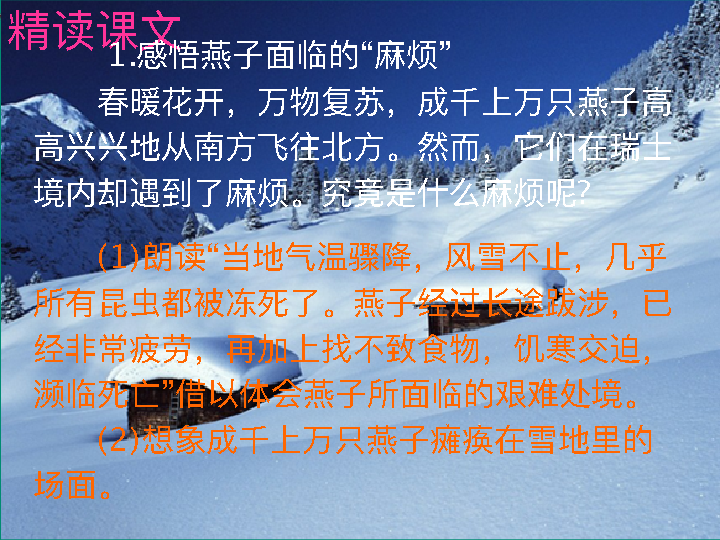 精读课文
1.感悟燕子面临的“麻烦”
春暖花开，万物复苏，成千上万只燕子高
高兴兴地从南方飞往北方。然而，它们在瑞士
境内却遇到了麻烦。究竟是什么麻烦呢?
(1)朗读“当地气温骤降，风雪不止，几乎
所有昆虫都被冻死了。燕子经过长途跋涉，已
经非常疲劳，再加上找不致食物，饥寒交迫，
濒临死亡”借以体会燕子所面临的艰难处境。
(2)想象成千上万只燕子瘫痪在雪地里的
场面。